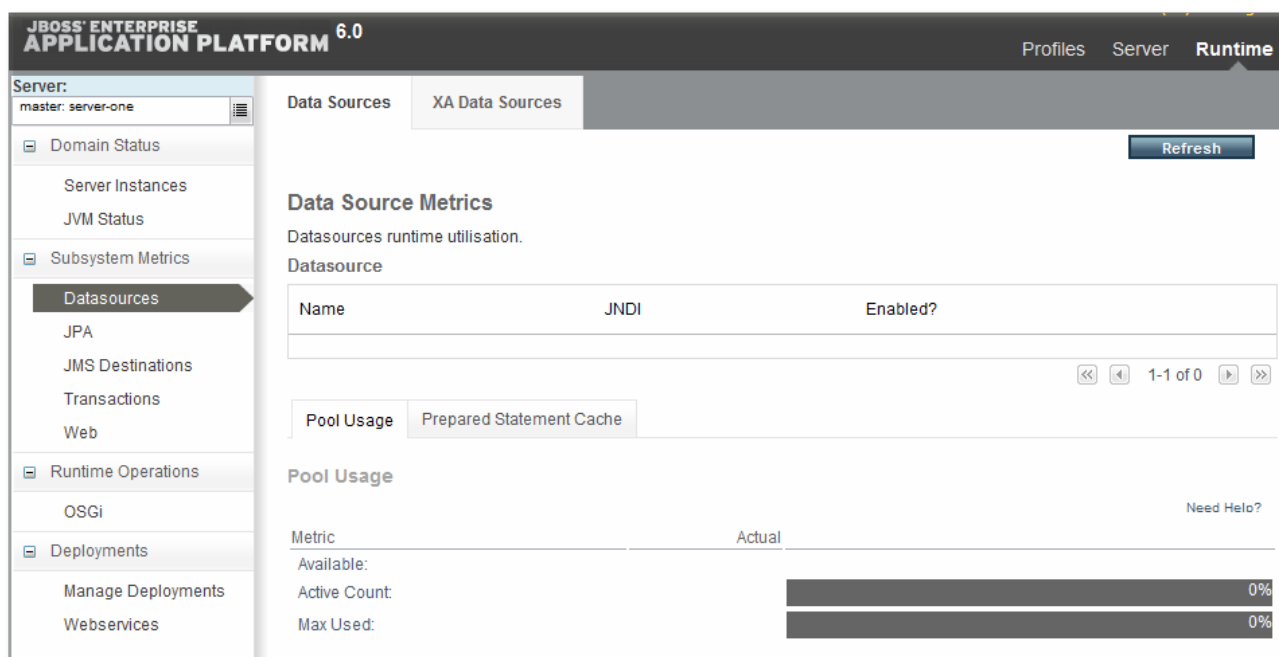 JBOSS' ENTERPRISE
APPLICATION PLATFORM 6.0
Profiles Server Runtime
Server:
master: server-one
Data Sources XA Data Sources
Domain Status
Refresh
Server Instances
JVM Status
Data Source Metrics
Datasources runtime utilisation.
Subsystem Metrics
Datasource
Datasources
Name JNDI Enabled?
JPA
JMS Destinations
1-1 of 0
Transactions
Web
Pool Usage Prepared Statement Cache
Runtime Operations
Pool Usage
OSGi
Need Help?
Metric Actual
Deployments
Available:
Manage Deployments
Active Count: 0%
Webservices
Max Used: 0%